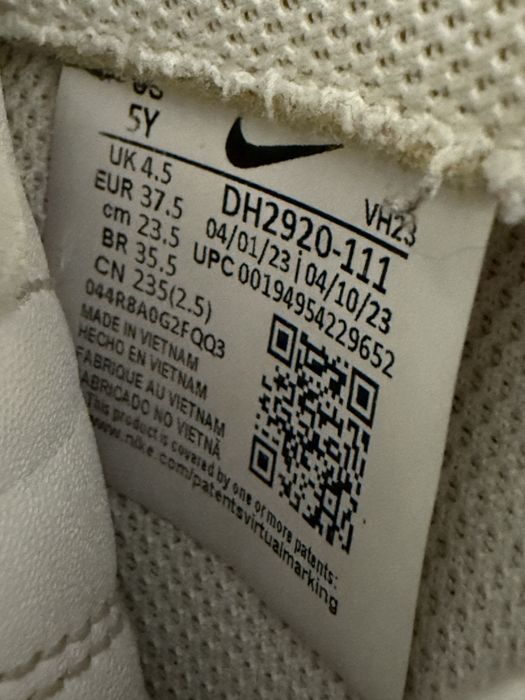 US
5Y
UK 4.5
EUR 37.5
cm 23.5
BR 35.5
CN 235(2.5)
044R8A0G2FQQ3
VH23
DH2920-111
04/01/23 | 04/10/23
UPC 00194954229652
MADE IN VIETNAM
HECHO EN VIETNAM
FABRIQUE AU VIETNAM
FABRICADO NO VIETNÃ
This product is covered by one or more patents:
www.nike.com/patentsvirtualmarking